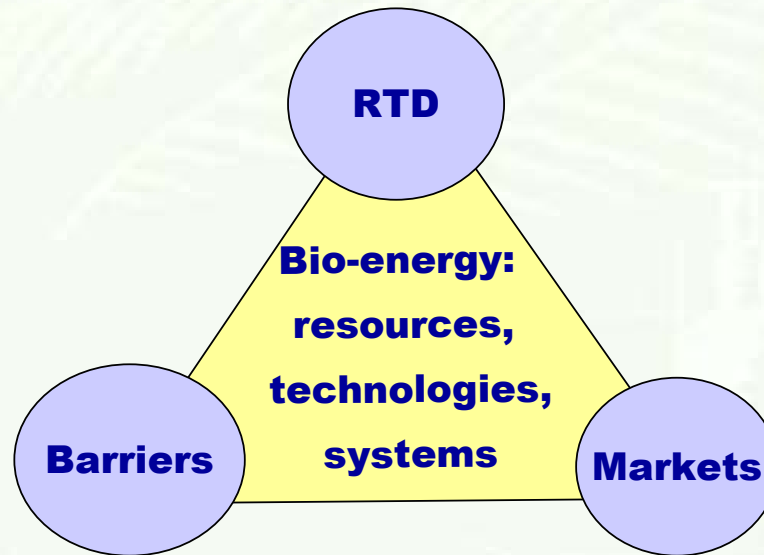 RTD
Bio-energy:
resources,
technologies,
systems
Barriers
Markets